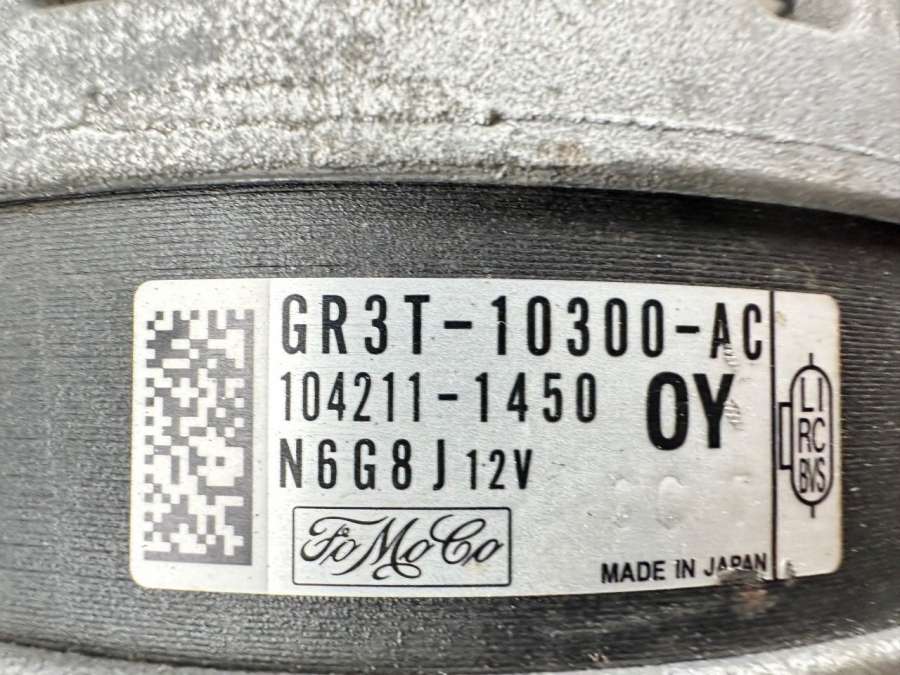 GR3T-10300-AC
104211-1450 OY
N6G8J 12V
FoMoCo
MADE IN JAPAN
LI
RC
BVS